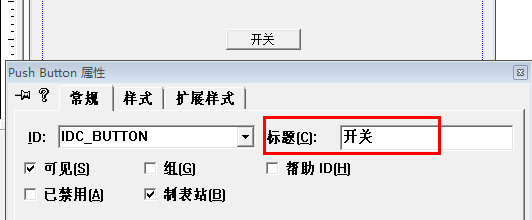 开关
Push Button 属性
常规 样式 扩展样式
ID: IDC_BUTTON 标题(C): 开关
可见(S) 组(G) 帮助 ID(H)
已禁用(A) 制表站(B)